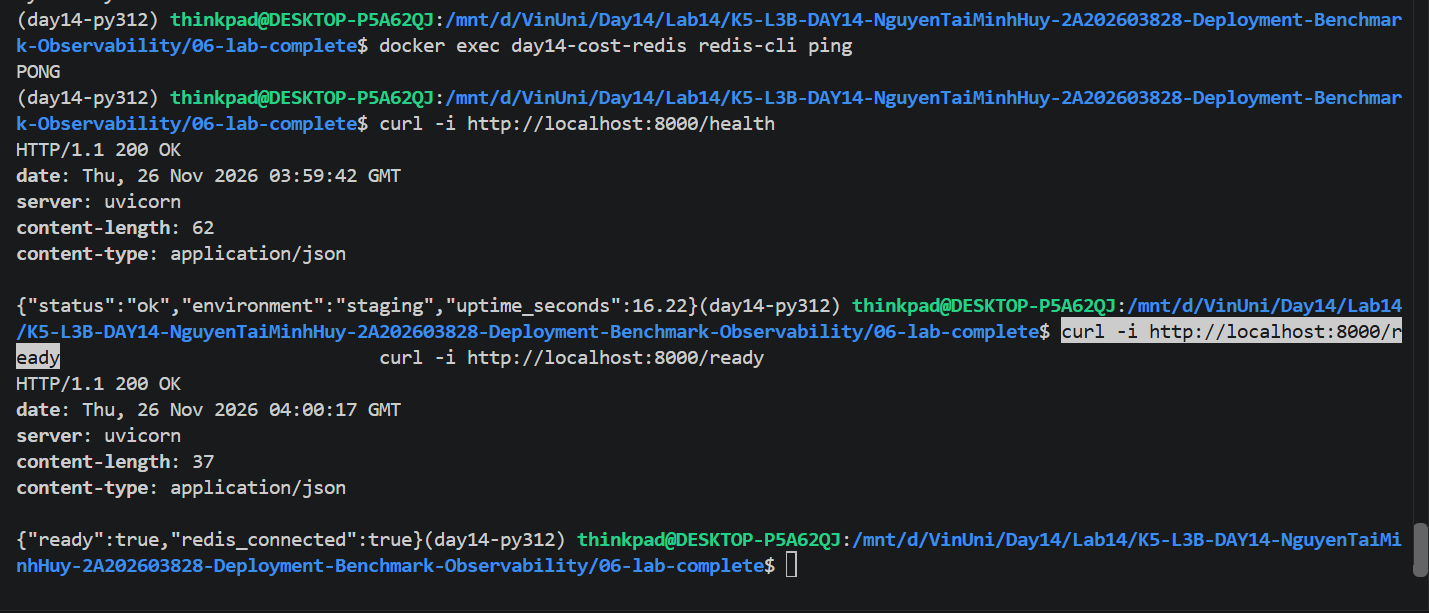 (day14-py312) thinkpad@DESKTOP-P5A62QJ:/mnt/d/VinUni/Day14/Lab14/K5-L3B-DAY14-NguyenTaiMinhHuy-2A202603828-Deployment-Benchmar
k-Observability/06-lab-complete$ docker exec day14-cost-redis redis-cli ping
PONG
(day14-py312) thinkpad@DESKTOP-P5A62QJ:/mnt/d/VinUni/Day14/Lab14/K5-L3B-DAY14-NguyenTaiMinhHuy-2A202603828-Deployment-Benchmar
k-Observability/06-lab-complete$ curl -i http://localhost:8000/health
HTTP/1.1 200 OK
date: Thu, 26 Nov 2026 03:59:42 GMT
server: uvicorn
content-length: 62
content-type: application/json
{"status":"ok","environment":"staging","uptime_seconds":16.22}(day14-py312) thinkpad@DESKTOP-P5A62QJ:/mnt/d/VinUni/Day14/Lab14
/K5-L3B-DAY14-NguyenTaiMinhHuy-2A202603828-Deployment-Benchmark-Observability/06-lab-complete$ curl -i http://localhost:8000/r
eady                             curl -i http://localhost:8000/ready
HTTP/1.1 200 OK
date: Thu, 26 Nov 2026 04:00:17 GMT
server: uvicorn
content-length: 37
content-type: application/json
{"ready":true,"redis_connected":true}(day14-py312) thinkpad@DESKTOP-P5A62QJ:/mnt/d/VinUni/Day14/Lab14/K5-L3B-DAY14-NguyenTaiMi
nhHuy-2A202603828-Deployment-Benchmark-Observability/06-lab-complete$